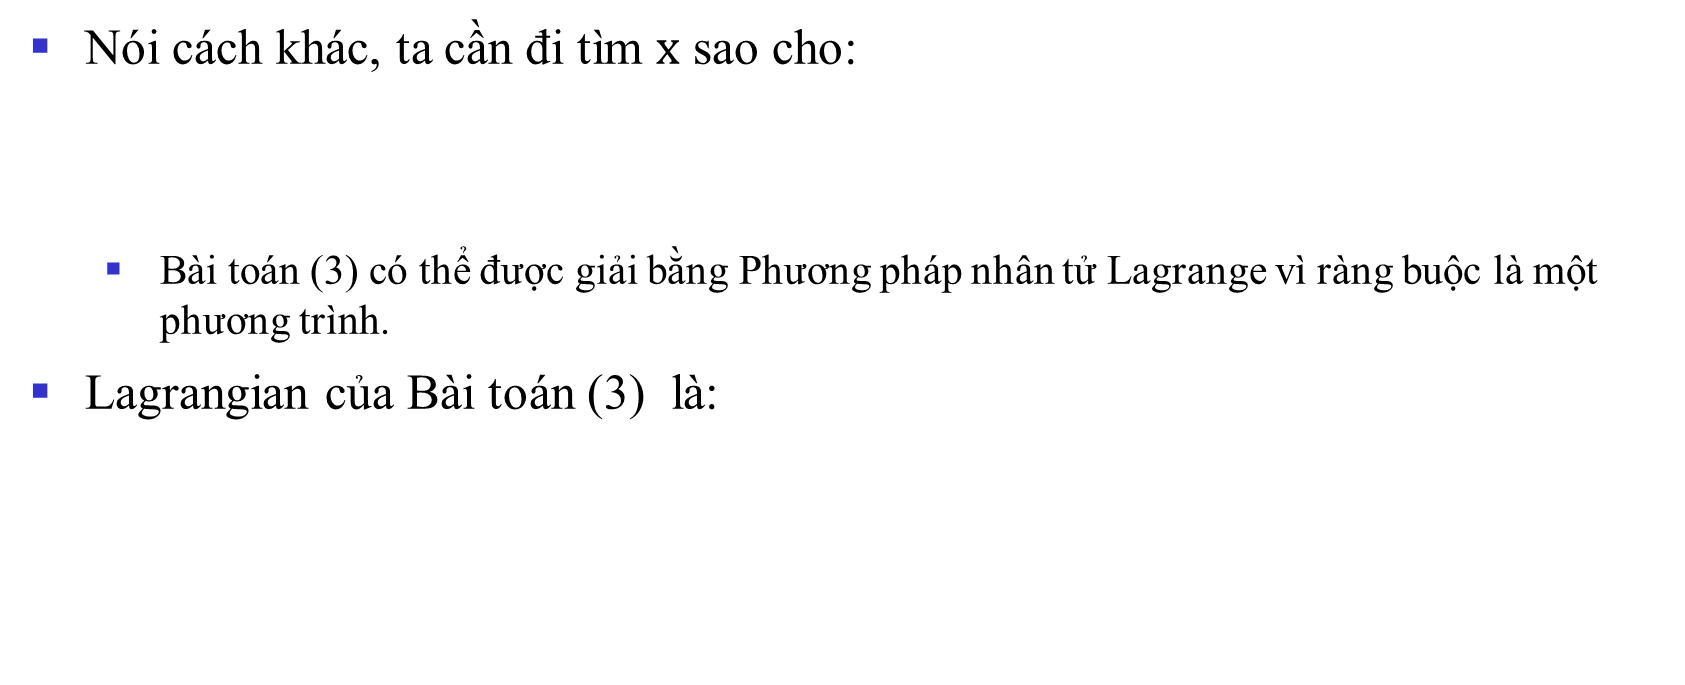 Nói cách khác, ta cần đi tìm x sao cho:
Bài toán (3) có thể được giải bằng Phương pháp nhân tử Lagrange vì ràng buộc là một
phương trình.
Lagrangian của Bài toán (3) là: